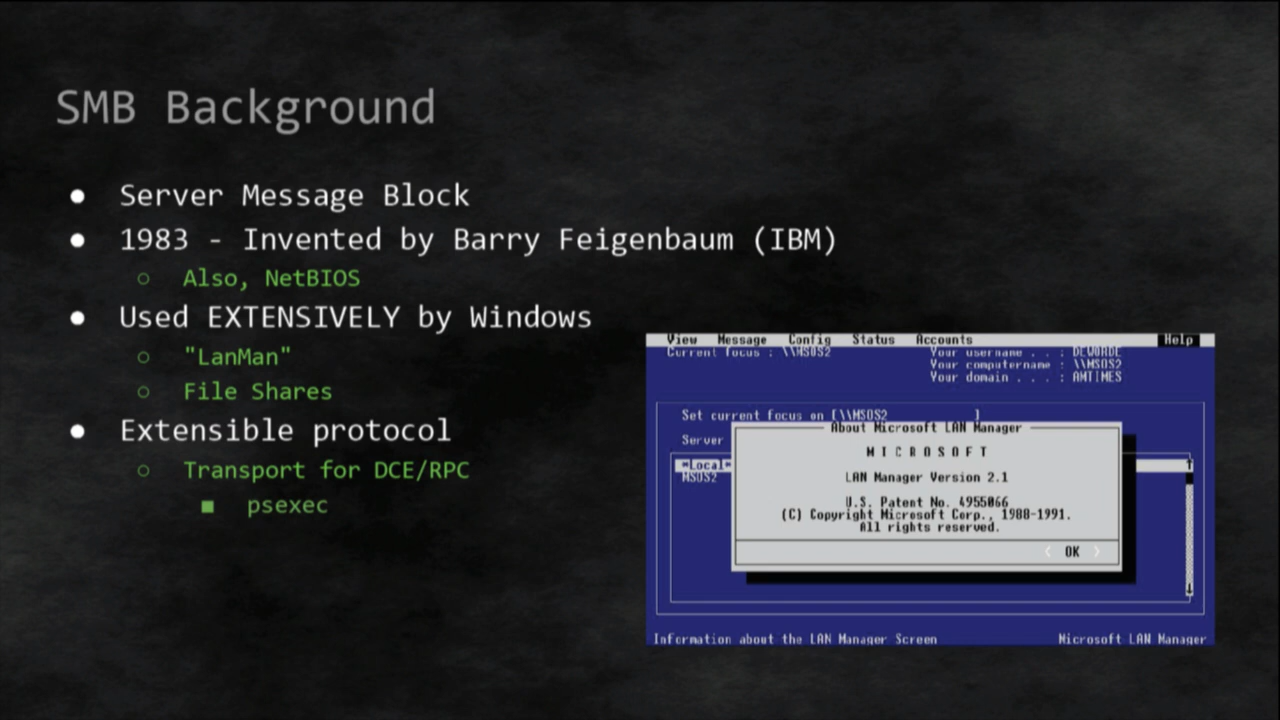 SMB Background
● Server Message Block
● 1983 - Invented by Barry Feigenbaum (IBM)
○ Also, NetBIOS
● Used EXTENSIVELY by Windows
○ "LanMan"
○ File Shares
● Extensible protocol
○ Transport for DCE/RPC
■ psexec
View Message Config Status Accounts Help
Current focus : \\MSOS2 Your username . . : DEWORDE
Your computername : \\MSOS2
Your domain . . . : AMTIMES
Set current focus on [\\MSOS2 ]
About Microsoft LAN Manager
Server
MICROSOFT
*Local*
MSOS2
LAN Manager Version 2.1
U.S. Patent No. 4955066
(C) Copyright Microsoft Corp., 1988-1991.
All rights reserved.
< OK >
Information about the LAN Manager Screen Microsoft LAN Manager